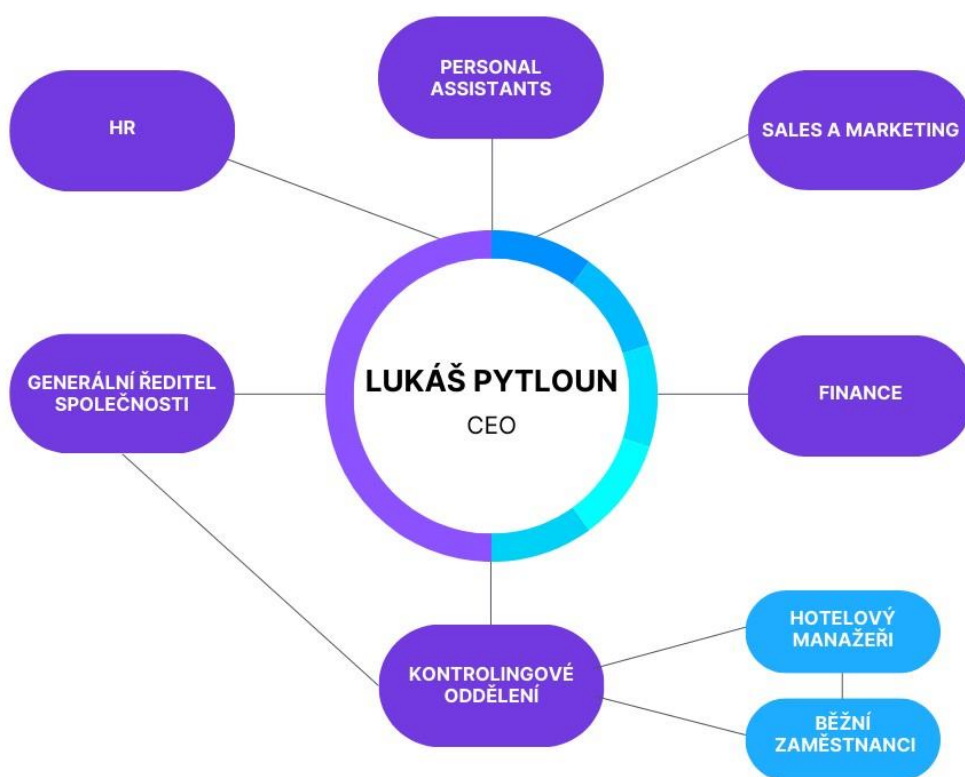 PERSONAL
ASSISTANTS
HR
SALES A MARKETING
GENERÁLNÍ ŘEDITEL
SPOLEČNOSTI
LUKÁŠ PYTLOUN
CEO
FINANCE
KONTROLINGOVÉ
ODDĚLENÍ
HOTELOVÝ
MANAŽEŘI
BĚŽNÍ
ZAMĚSTNANCI